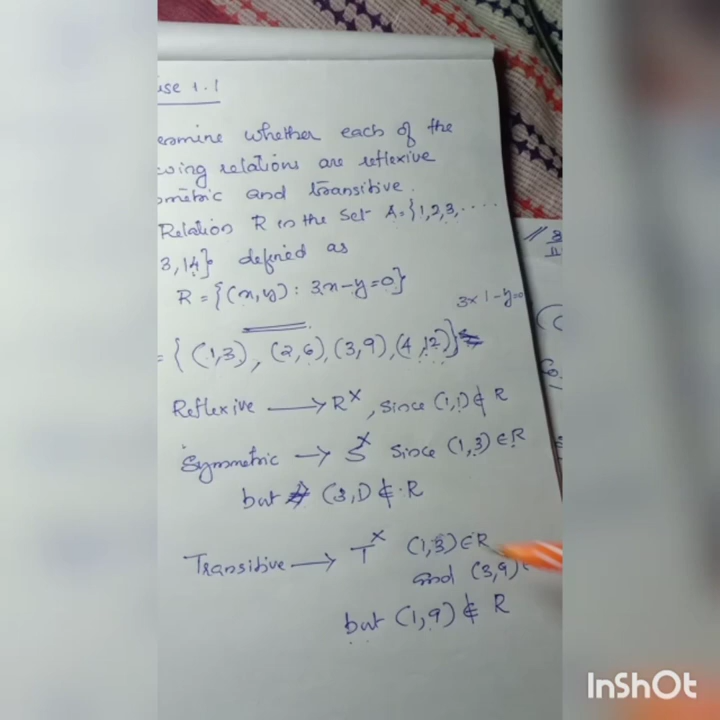 use 1.1
ermine whether each of the
wing relations are reflexive
ometric and transitive.
Relation R in the set A={1,2,3,.....
3,14} defined as
R={(x,y): 3x-y=0}
3×1-y=0
={(1,3),(2,6),(3,9),(4,12)}
Reflexive → R^x, since (1,1)∉R
Symmetric → S^x since (1,3)∈R
but (3,1)∉.R
Transitive → T^x (1,3)∈R
and (3,9)∈
but (1,9)∉ R
InShOt